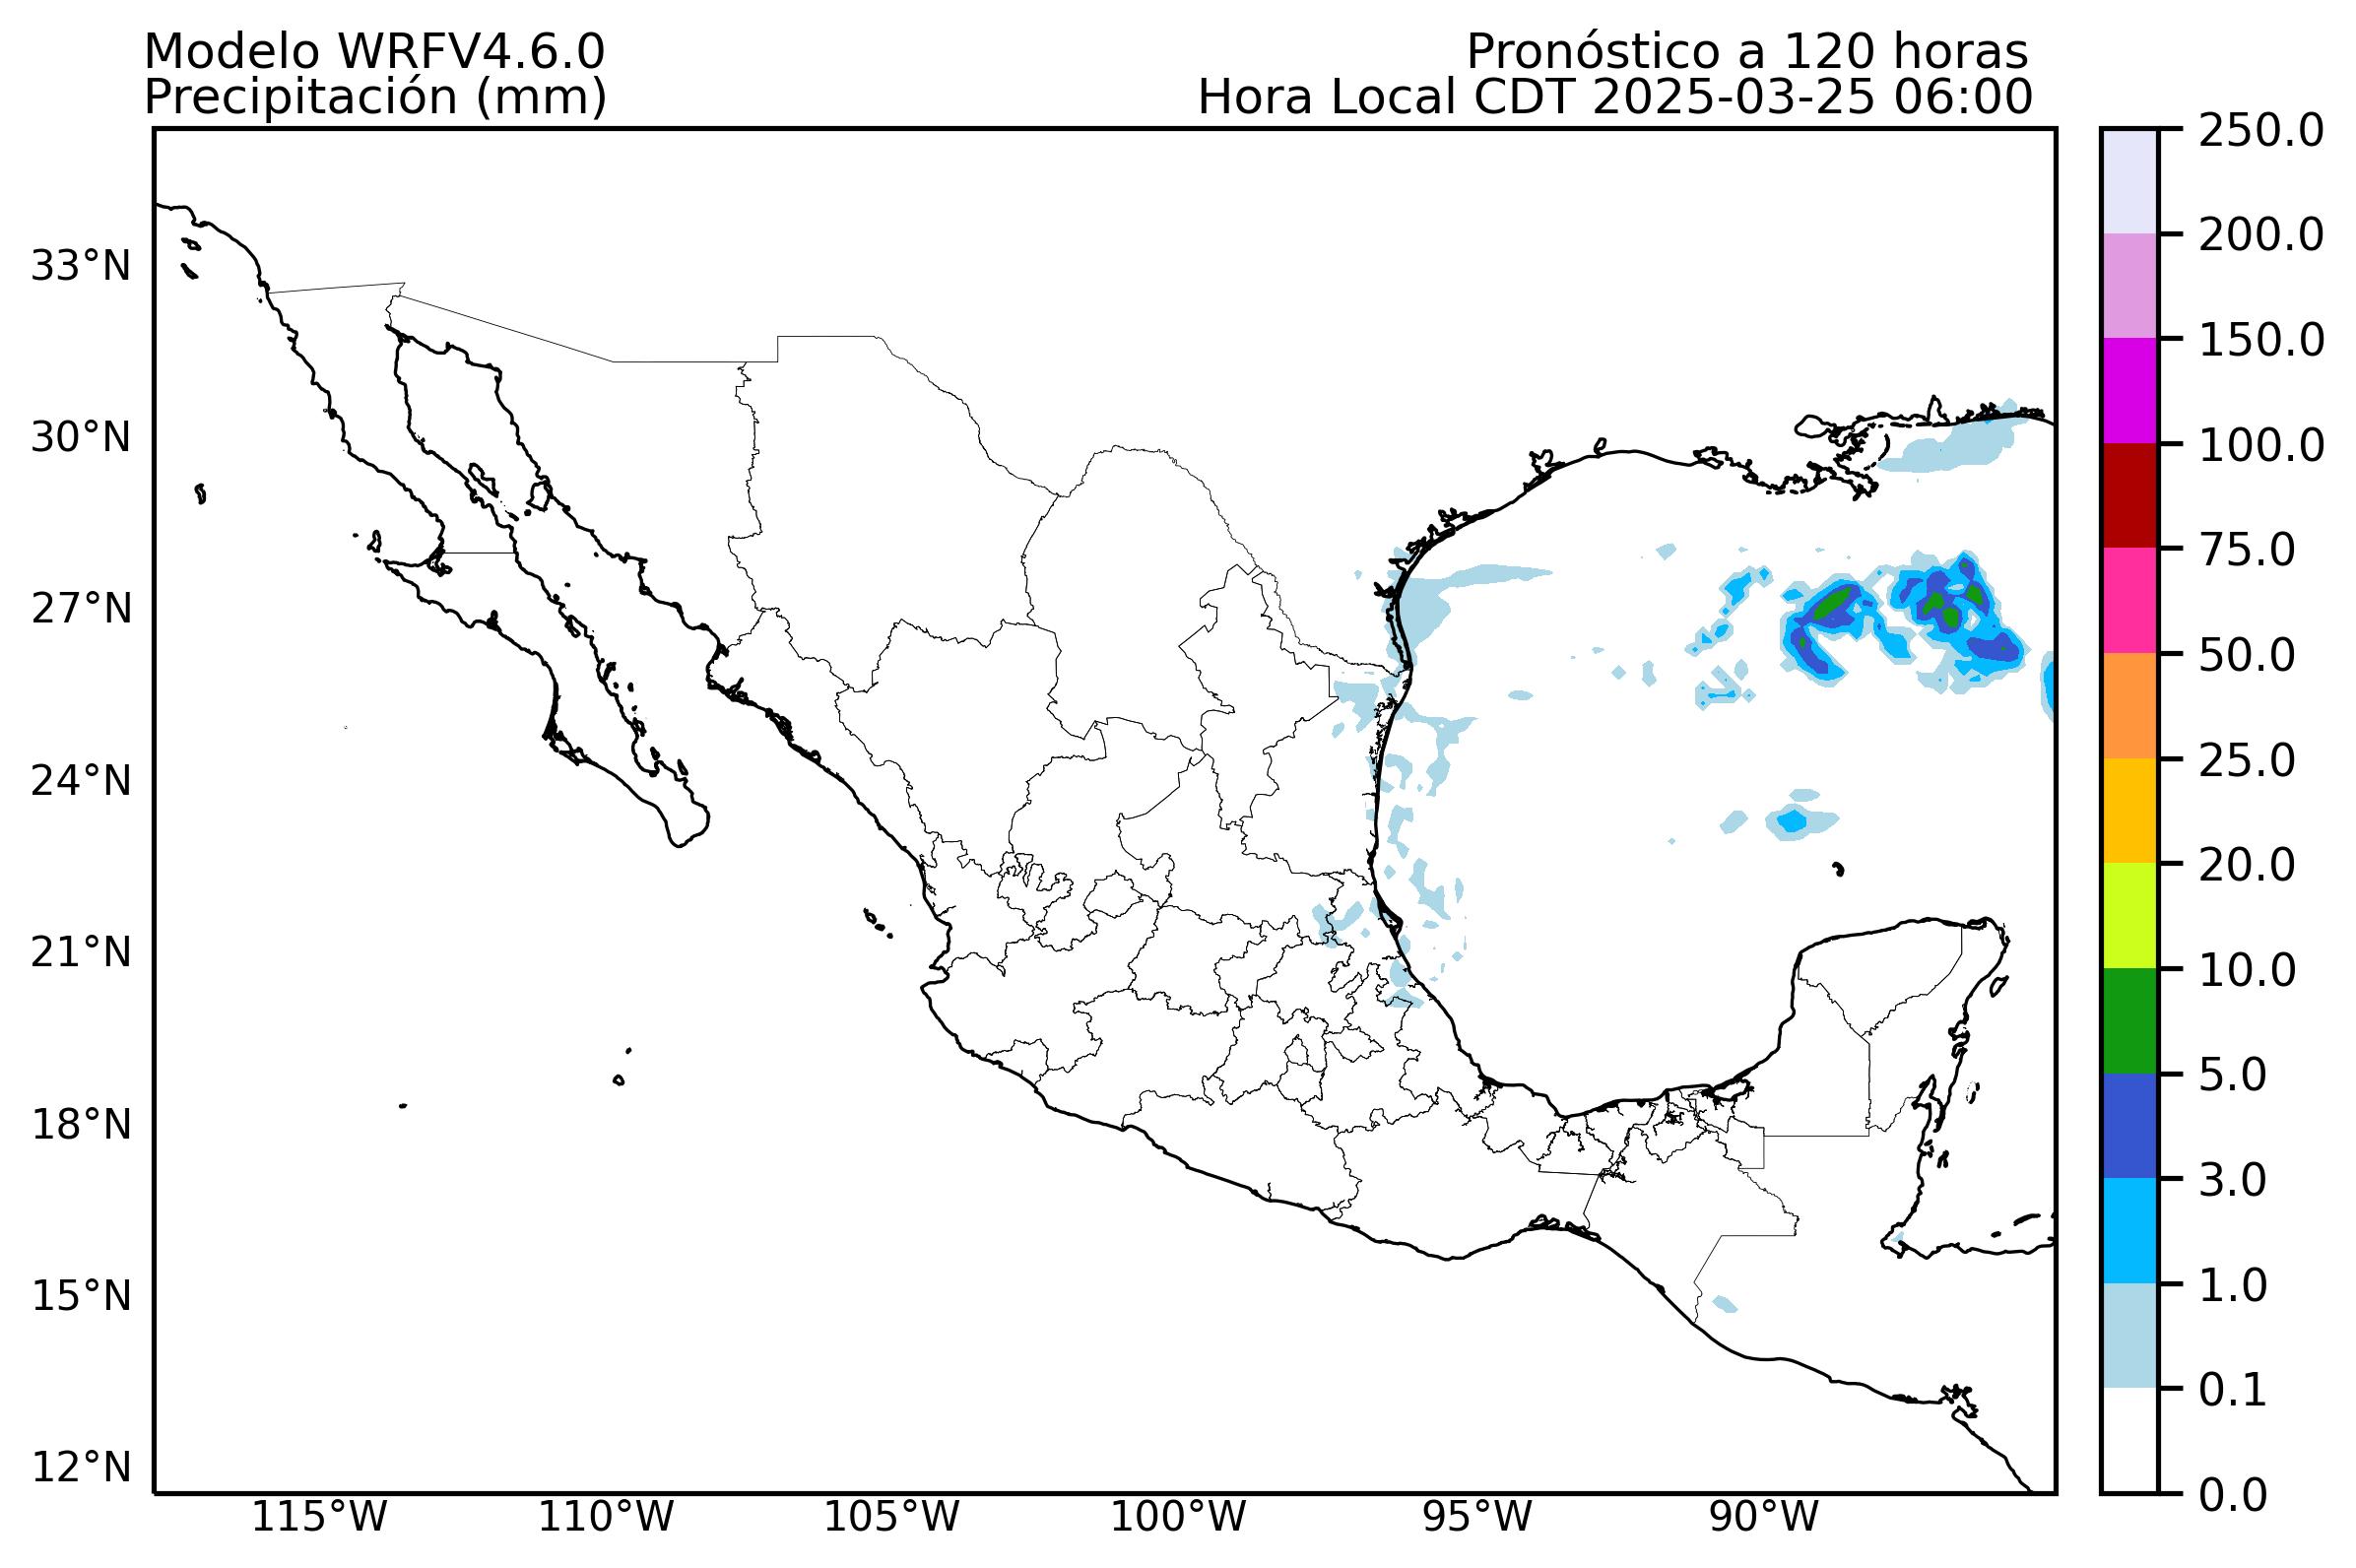 Modelo WRFV4.6.0
Pronóstico a 120 horas
Precipitación (mm)
Hora Local CDT 2025-03-25 06:00
33°N
30°N
27°N
24°N
21°N
18°N
15°N
12°N
115°W
110°W
105°W
100°W
95°W
90°W
250.0
200.0
150.0
100.0
75.0
50.0
25.0
20.0
10.0
5.0
3.0
1.0
0.1
0.0